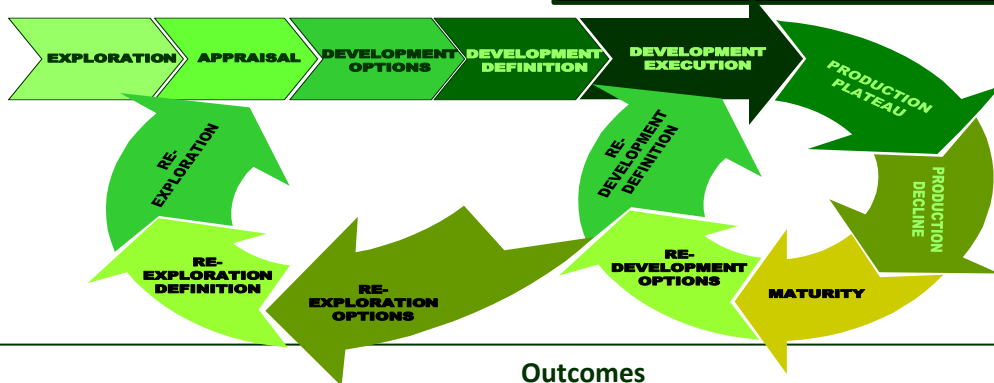 EXPLORATION
APPRAISAL
DEVELOPMENT
OPTIONS
DEVELOPMENT
DEFINITION
DEVELOPMENT
EXECUTION
PRODUCTION
PLATEAU
PRODUCTION
DECLINE
MATURITY
RE-
DEVELOPMENT
OPTIONS
RE-
DEVELOPMENT
DEFINITION
RE-
EXPLORATION
OPTIONS
RE-
EXPLORATION
DEFINITION
RE-
EXPLORATION
Outcomes